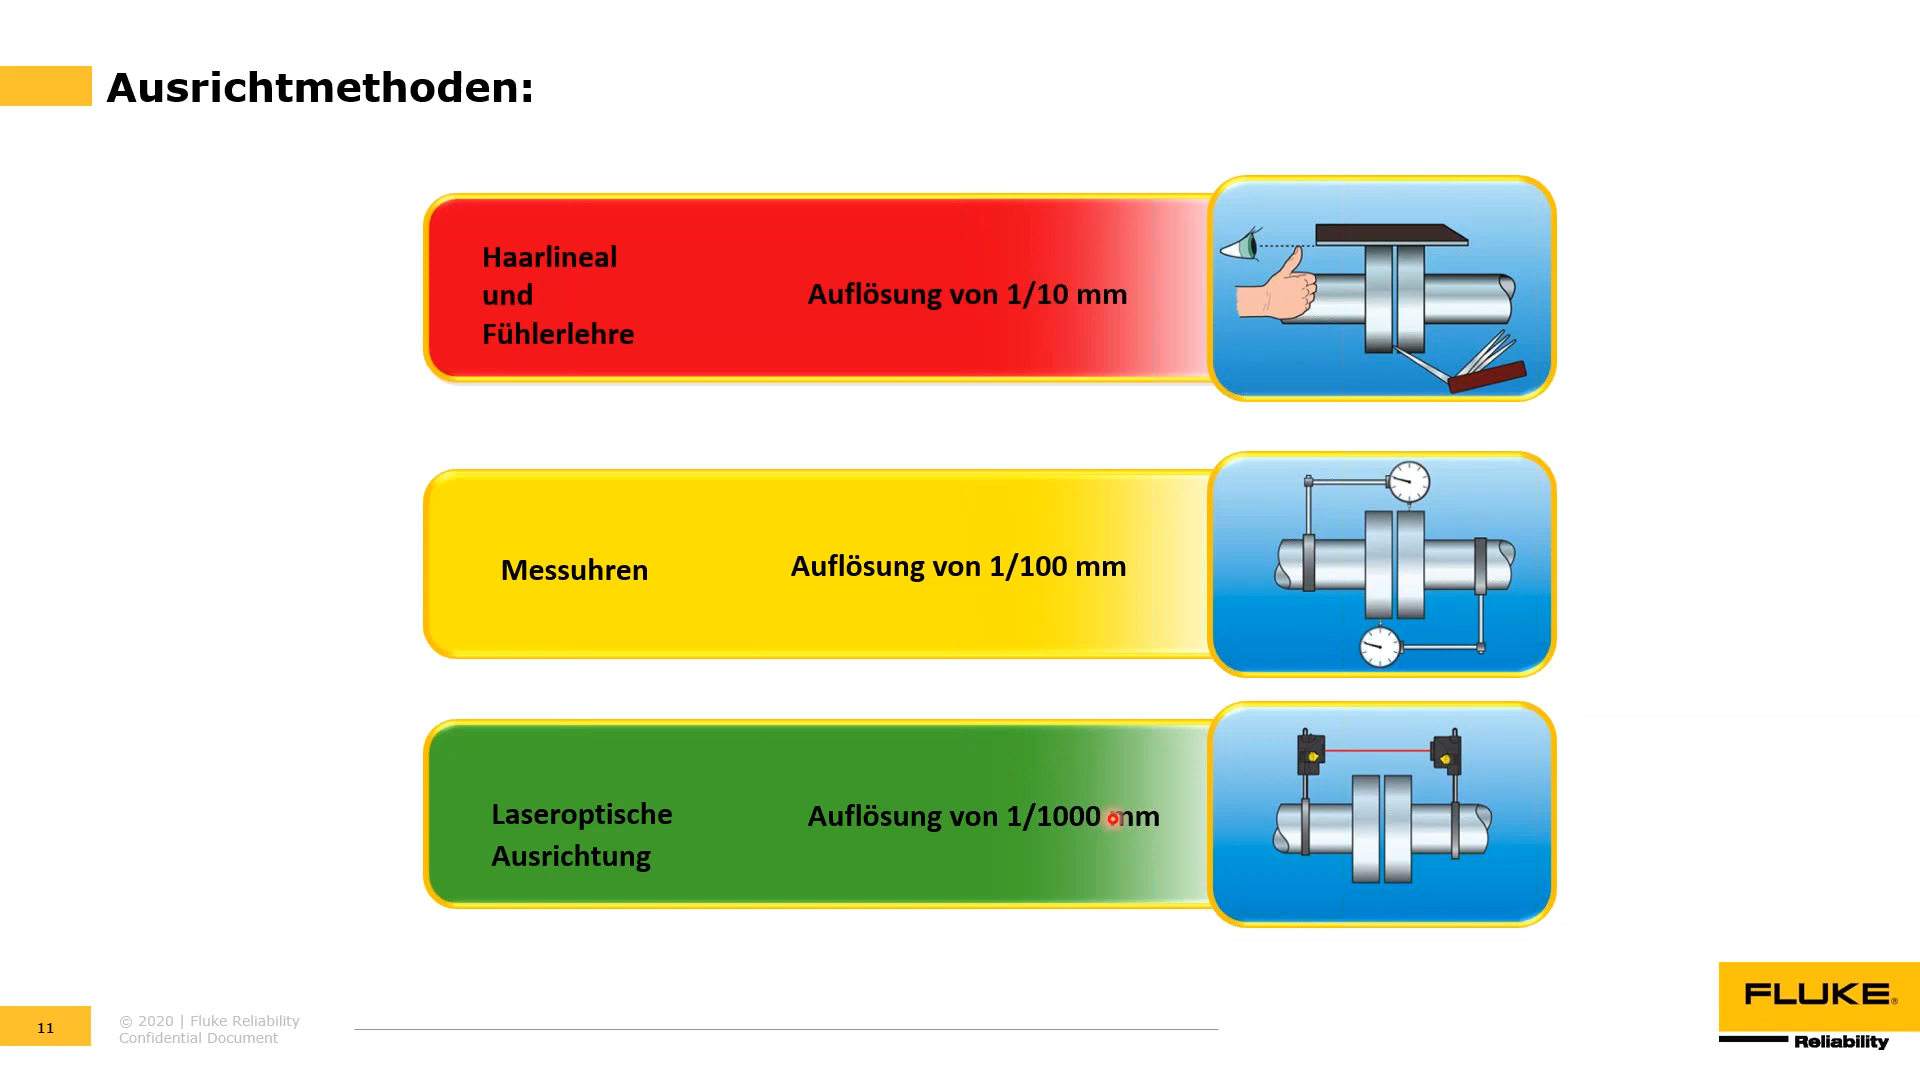 Ausrichtmethoden:
Haarlineal
und
Fühlerlehre
Auflösung von 1/10 mm
Messuhren
Auflösung von 1/100 mm
Laseroptische
Ausrichtung
Auflösung von 1/1000 mm
11
© 2020 | Fluke Reliability
Confidential Document
FLUKE®
Reliability